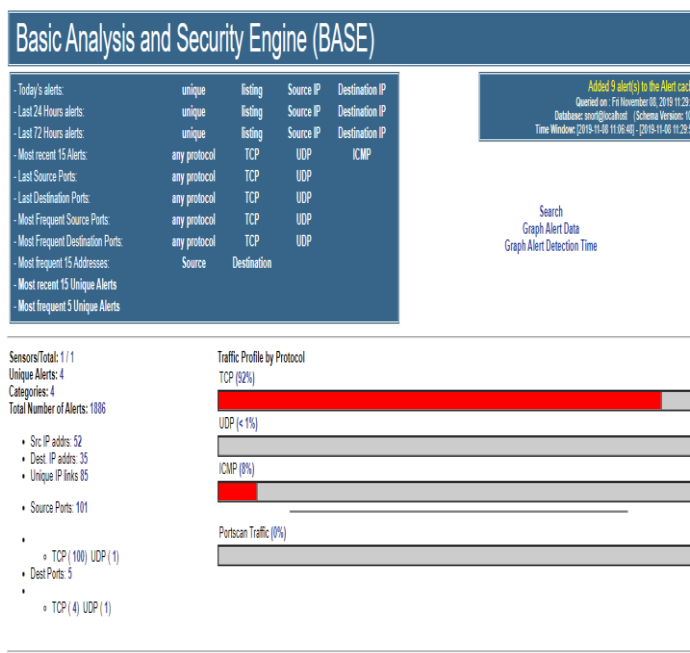 Basic Analysis and Security Engine (BASE)
- Today's alerts: unique listing Source IP Destination IP
- Last 24 Hours alerts: unique listing Source IP Destination IP
- Last 72 Hours alerts: unique listing Source IP Destination IP
- Most recent 15 Alerts: any protocol TCP UDP ICMP
- Last Source Ports: any protocol TCP UDP
- Last Destination Ports: any protocol TCP UDP
- Most Frequent Source Ports: any protocol TCP UDP
- Most Frequent Destination Ports: any protocol TCP UDP
- Most frequent 15 Addresses: Source Destination
- Most recent 15 Unique Alerts
- Most frequent 5 Unique Alerts
Added 9 alert(s) to the Alert cach
Queried on : Fri November 08, 2019 11:29:
Database: snort@localhost (Schema Version: 10
Time Window: [2019-11-08 11:06:40] - [2019-11-08 11:29:5
Search
Graph Alert Data
Graph Alert Detection Time
Sensors/Total: 1 / 1
Unique Alerts: 4
Categories: 4
Total Number of Alerts: 1886
• Src IP addrs: 52
• Dest. IP addrs: 35
• Unique IP links 85
• Source Ports: 101
•
◦ TCP ( 100) UDP ( 1)
• Dest Ports: 5
•
◦ TCP ( 4) UDP ( 1)
Traffic Profile by Protocol
TCP (92%)
UDP (< 1%)
ICMP (8%)
Portscan Traffic (0%)